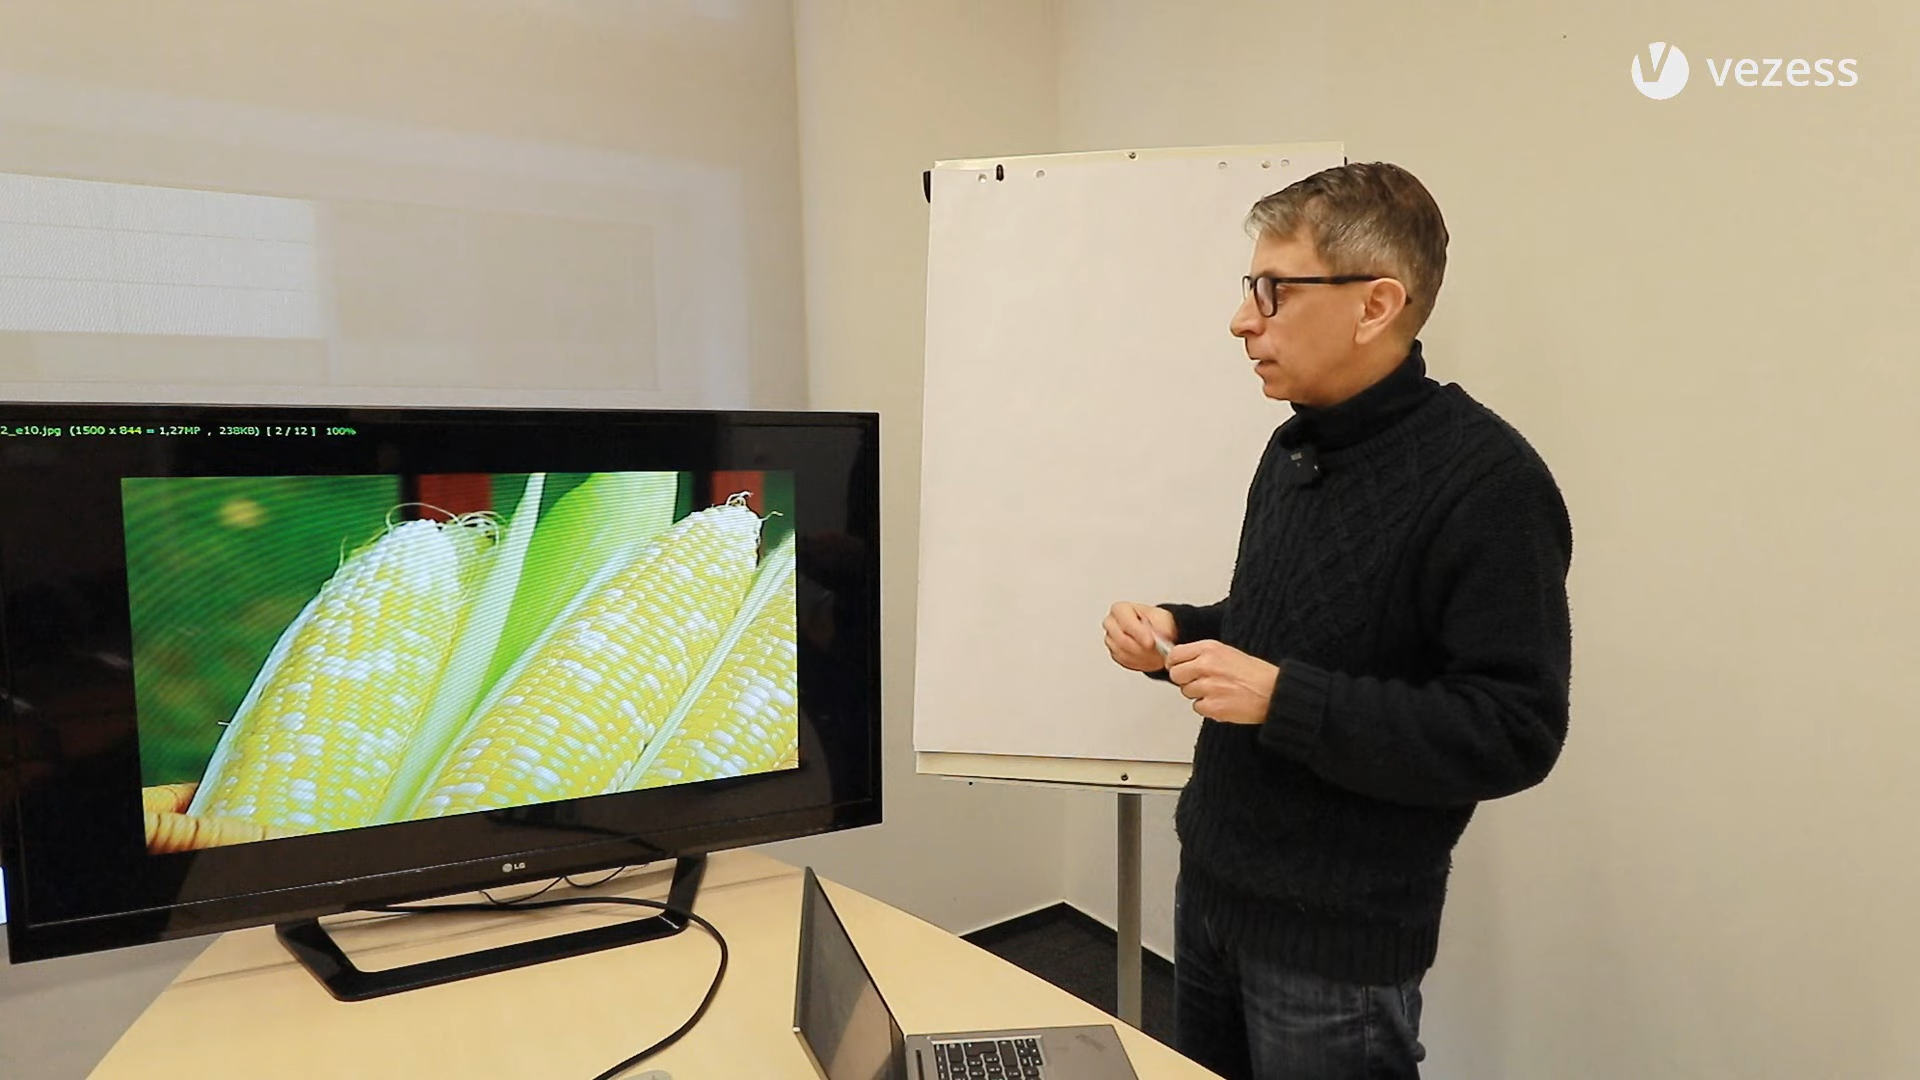 vezess
2_e10.jpg (1500 x 844 = 1,27MP , 238KB) [ 2 / 12 ] 100%
LG